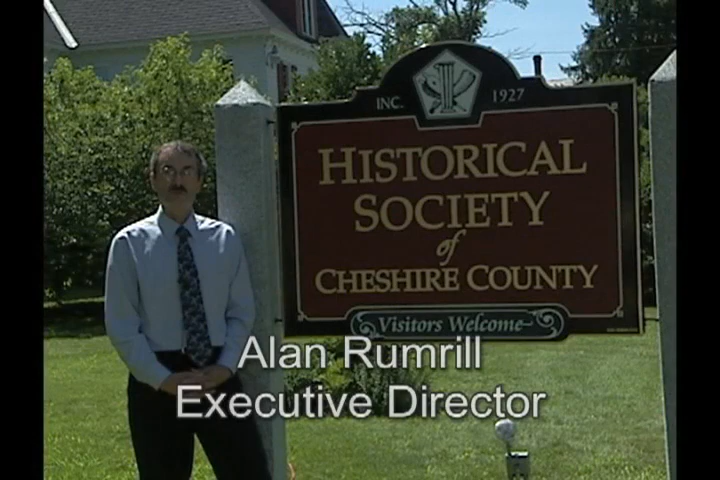 INC. 1927
HISTORICAL
SOCIETY
of
CHESHIRE COUNTY
Visitors Welcome
Alan Rumrill
Executive Director